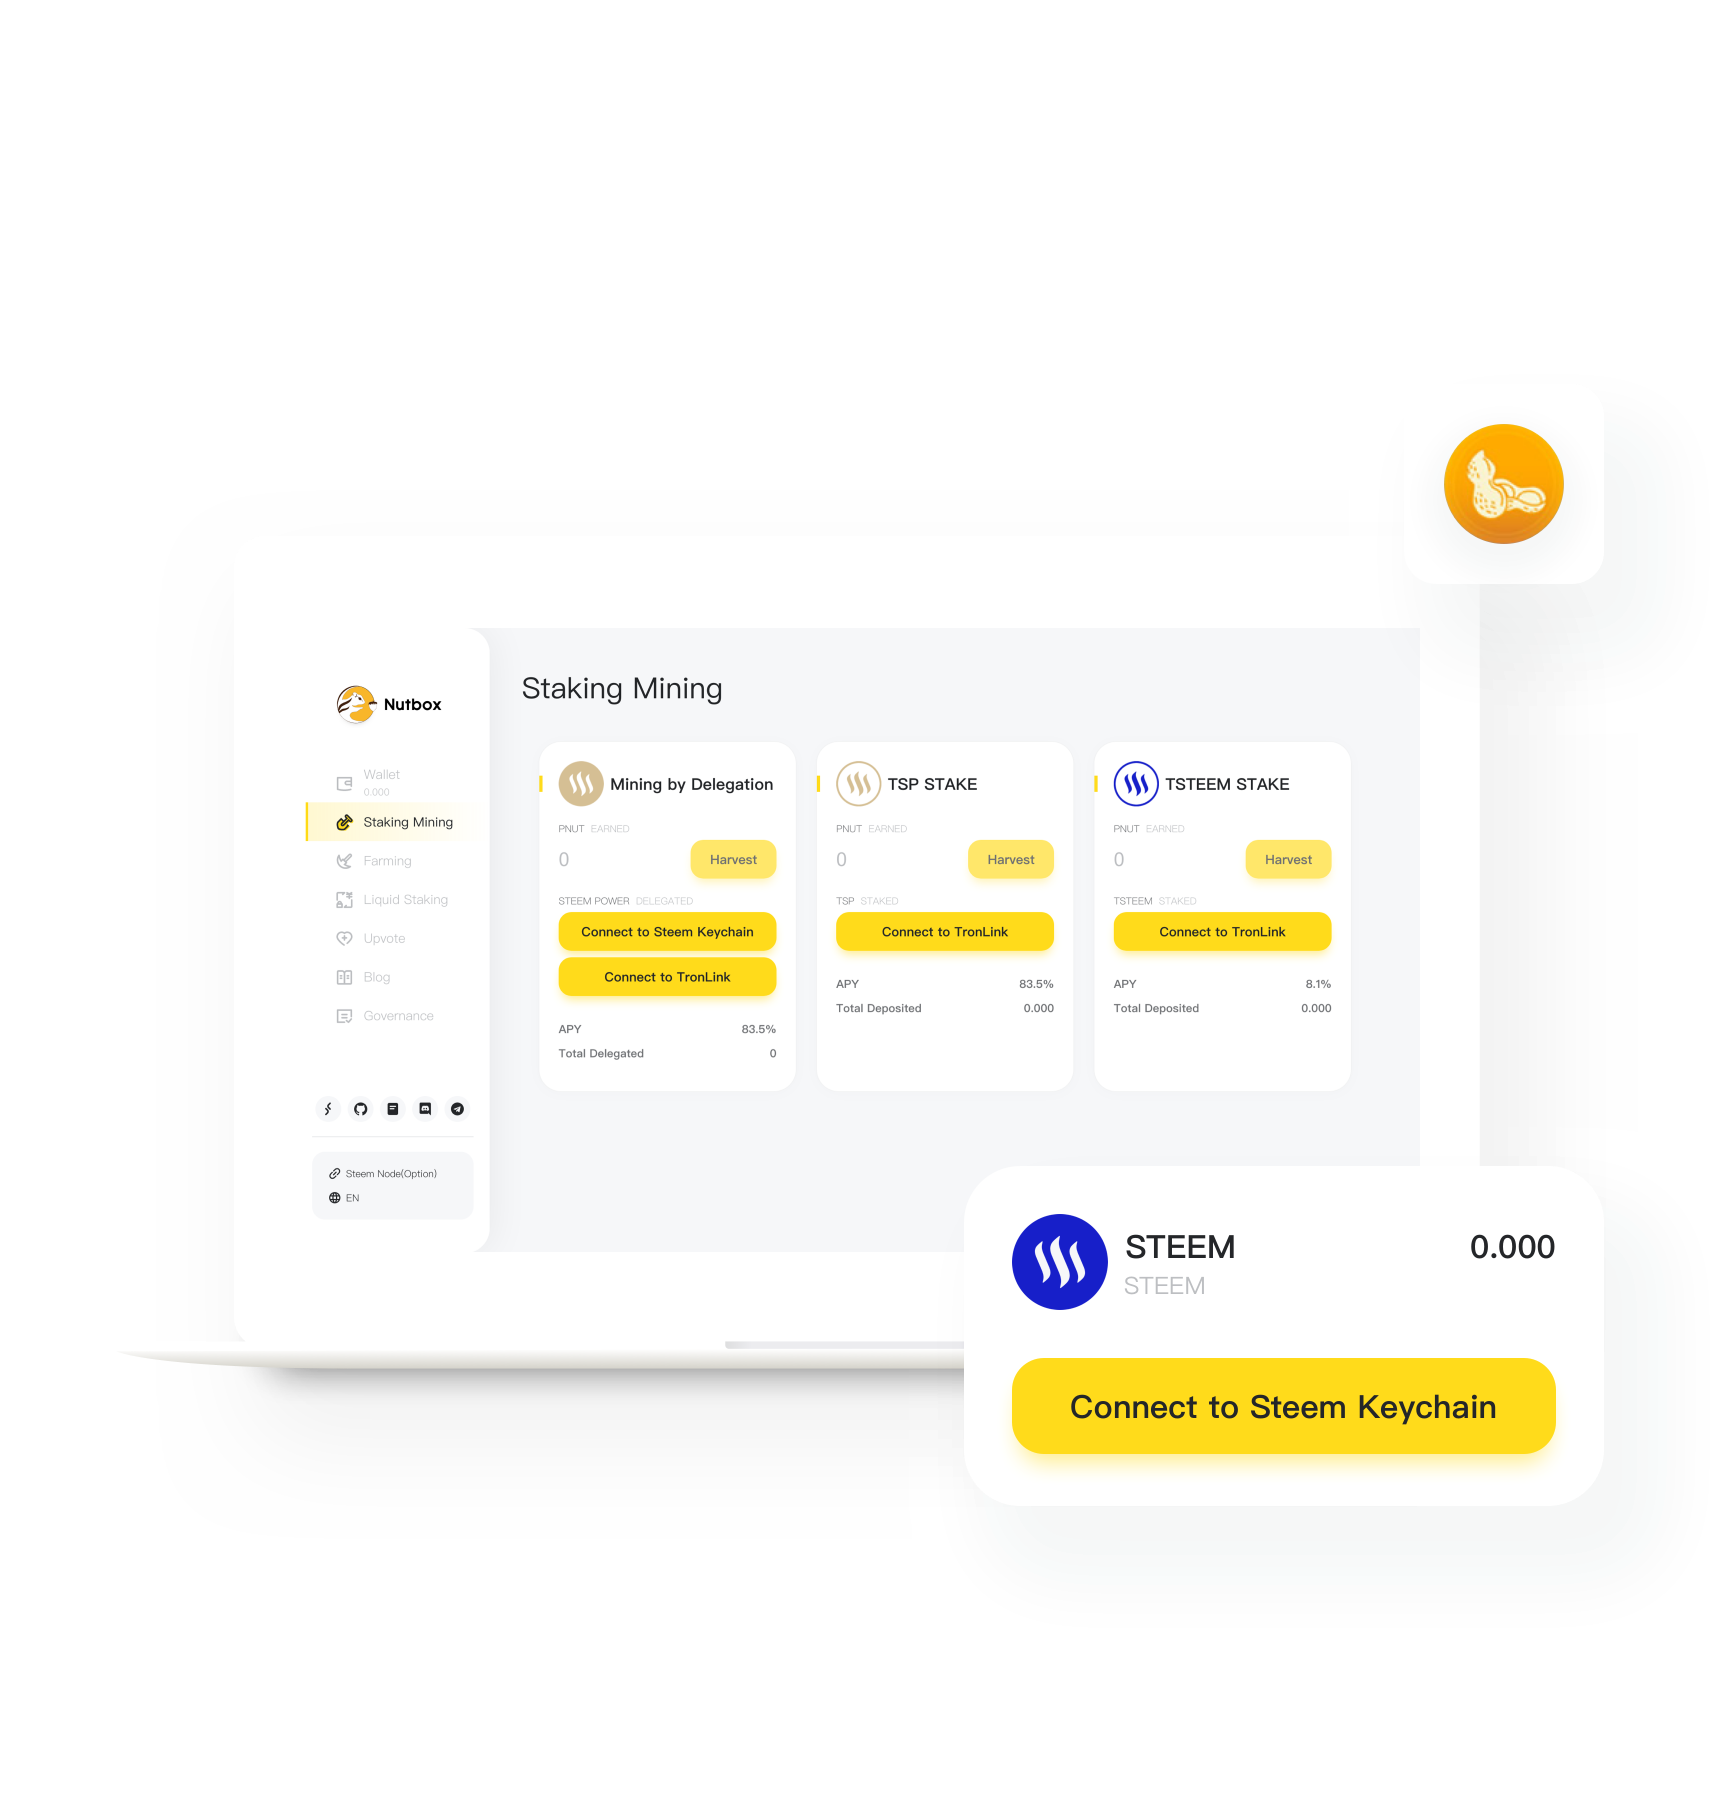 Nutbox
Wallet
0.000
Staking Mining
Farming
Liquid Staking
Upvote
Blog
Governance
Steem Node(Option)
EN
Staking Mining
Mining by Delegation
PNUT EARNED
0 Harvest
STEEM POWER DELEGATED
Connect to Steem Keychain
Connect to TronLink
APY 83.5%
Total Delegated 0
TSP STAKE
PNUT EARNED
0 Harvest
TSP STAKED
Connect to TronLink
APY 83.5%
Total Deposited 0.000
TSTEEM STAKE
PNUT EARNED
0 Harvest
TSTEEM STAKED
Connect to TronLink
APY 8.1%
Total Deposited 0.000
STEEM 0.000
STEEM
Connect to Steem Keychain